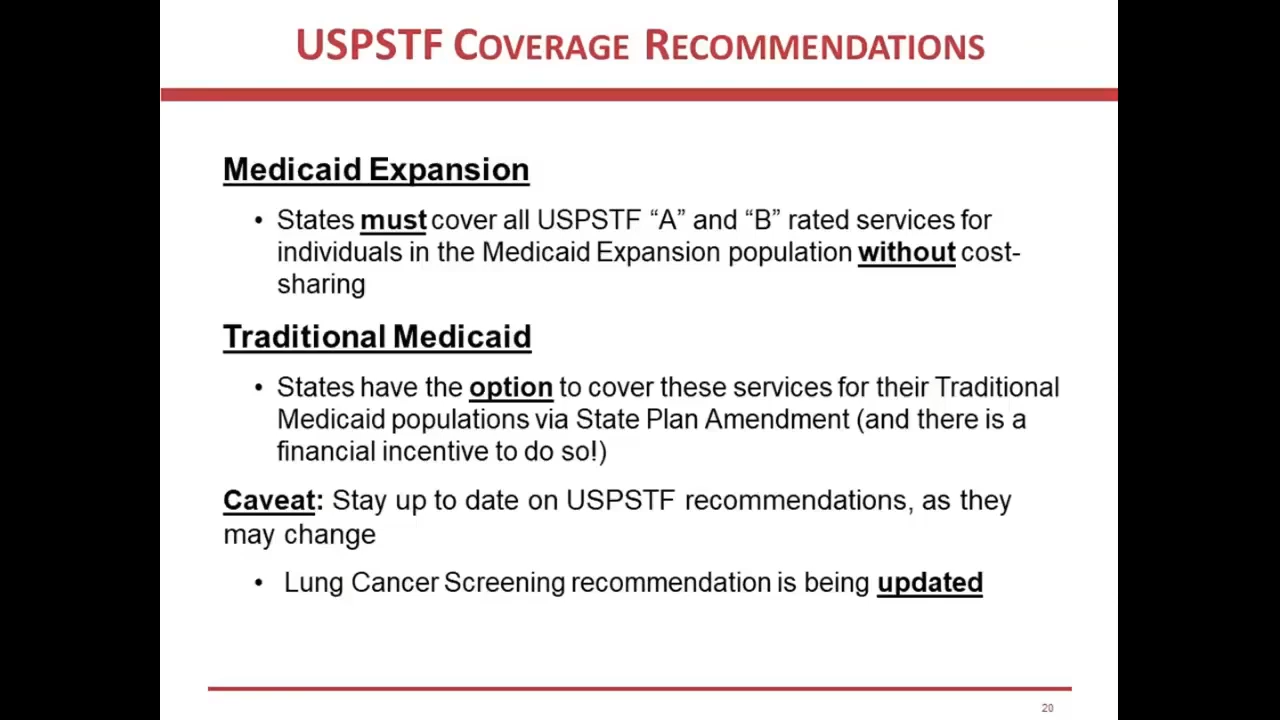 USPSTF COVERAGE RECOMMENDATIONS
Medicaid Expansion
• States must cover all USPSTF “A” and “B” rated services for
individuals in the Medicaid Expansion population without cost-
sharing
Traditional Medicaid
• States have the option to cover these services for their Traditional
Medicaid populations via State Plan Amendment (and there is a
financial incentive to do so!)
Caveat: Stay up to date on USPSTF recommendations, as they
may change
• Lung Cancer Screening recommendation is being updated
20